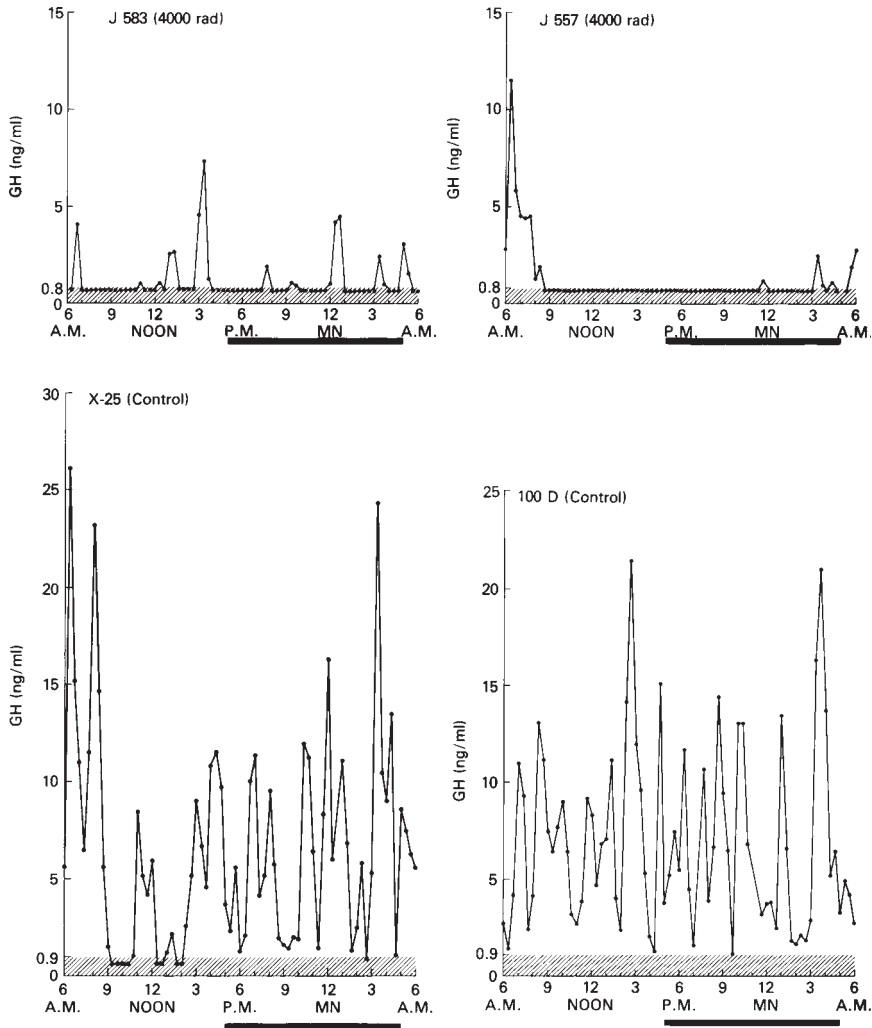 J 583 (4000 rad)
GH (ng/ml)
15
10
5
0.8
0
6 9 12 3 6 9 12 3 6
A.M. NOON P.M. MN A.M.
J 557 (4000 rad)
GH (ng/ml)
15
10
5
0.8
0
6 9 12 3 6 9 12 3 6
A.M. NOON P.M. MN A.M.
X-25 (Control)
GH (ng/ml)
30
25
20
15
10
5
0.9
0
6 9 12 3 6 9 12 3 6
A.M. NOON P.M. MN A.M.
100 D (Control)
GH (ng/ml)
25
20
15
10
5
0.9
0
6 9 12 3 6 9 12 3 6
A.M. NOON P.M. MN A.M.